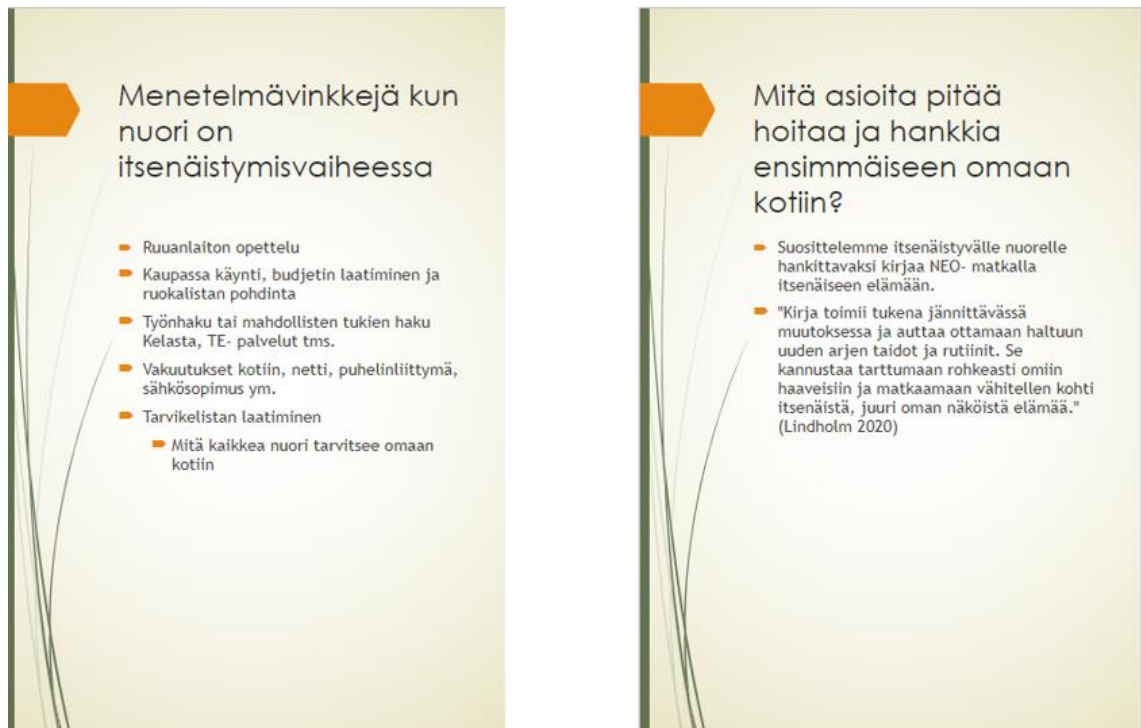 Menetelmävinkkejä kun
nuori on
itsenäistymisvaiheessa
Ruuanlaiton opettelu
Kaupassa käynti, budjetin laatiminen ja
ruokalistan pohdinta
Työnhaku tai mahdollisten tukien haku
Kelasta, TE- palvelut tms.
Vakuutukset kotiin, netti, puhelinliittymä,
sähkösopimus ym.
Tarvikelistan laatiminen
Mitä kaikkea nuori tarvitsee omaan
kotiin
Mitä asioita pitää
hoitaa ja hankkia
ensimmäiseen omaan
kotiin?
Suosittelemme itsenäistyvälle nuorelle
hankittavaksi kirjaa NEO- matkalla
itsenäiseen elämään.
"Kirja toimii tukena jännittävässä
muutoksessa ja auttaa ottamaan haltuun
uuden arjen taidot ja rutiinit. Se
kannustaa tarttumaan rohkeasti omiin
haaveisiin ja matkaamaan vähitellen kohti
itsenäistä, juuri oman näköistä elämää."
(Lindholm 2020)